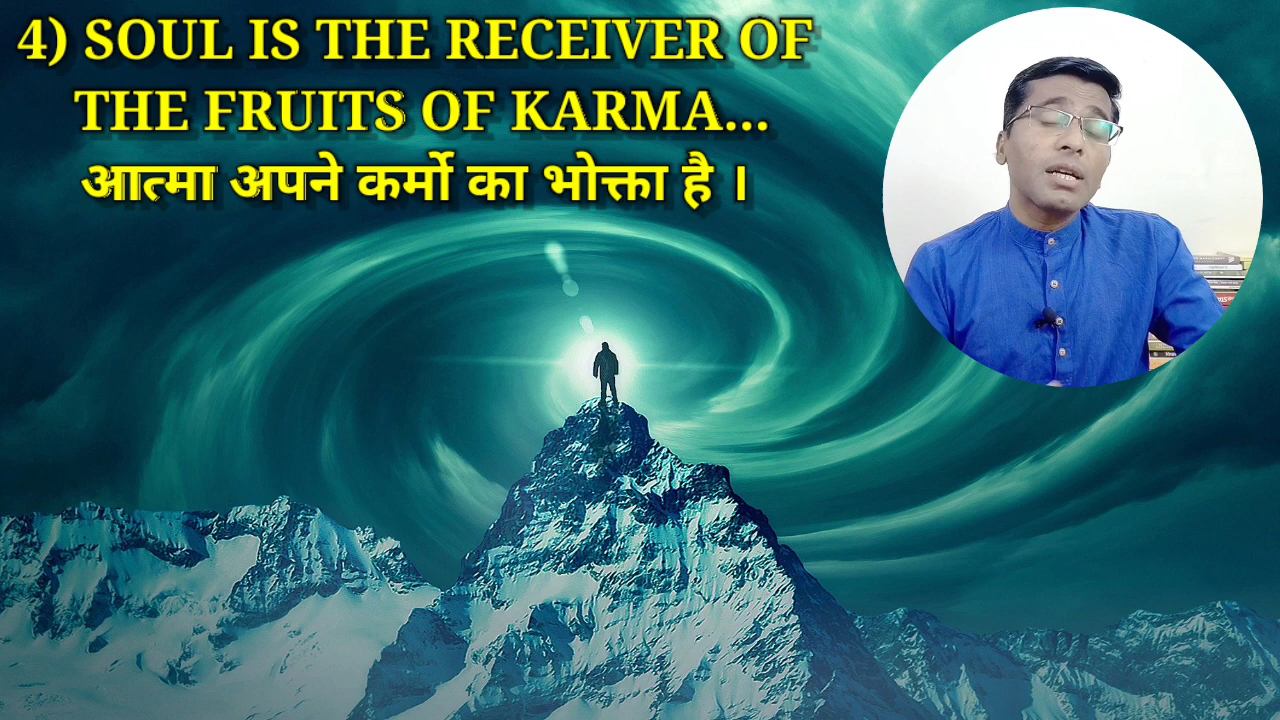 4) SOUL IS THE RECEIVER OF
THE FRUITS OF KARMA...
आत्मा अपने कर्मो का भोक्ता है ।